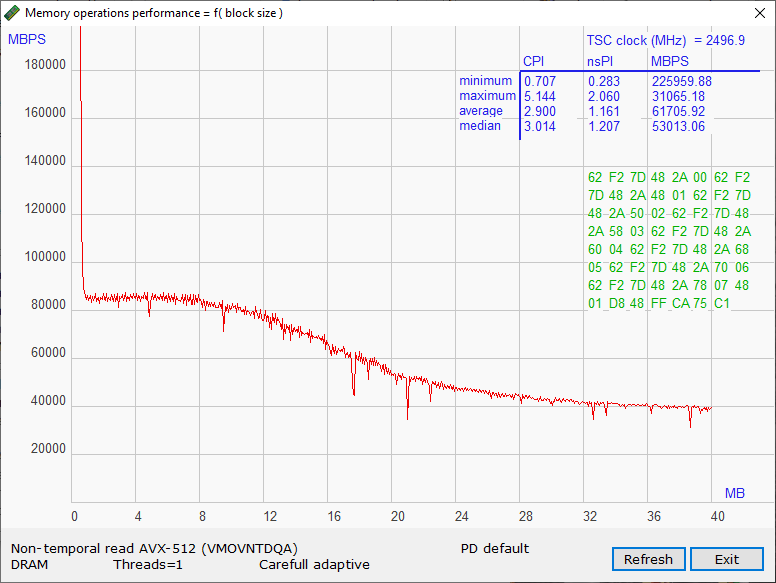 Memory operations performance = f( block size )
MBPS
TSC clock (MHz) = 2496.9
CPI nsPI MBPS
minimum 0.707 0.283 225959.88
maximum 5.144 2.060 31065.18
average 2.900 1.161 61705.92
median 3.014 1.207 53013.06
180000
160000
140000
120000
100000
80000
60000
40000
20000
62 F2 7D 48 2A 00 62 F2
7D 48 2A 48 01 62 F2 7D
48 2A 50 02 62 F2 7D 48
2A 58 03 62 F2 7D 48 2A
60 04 62 F2 7D 48 2A 68
05 62 F2 7D 48 2A 70 06
62 F2 7D 48 2A 78 07 48
01 D8 48 FF CA 75 C1
MB
0 4 8 12 16 20 24 28 32 36 40
Non-temporal read AVX-512 (VMOVNTDQA) PD default
DRAM Threads=1 Carefull adaptive
Refresh Exit